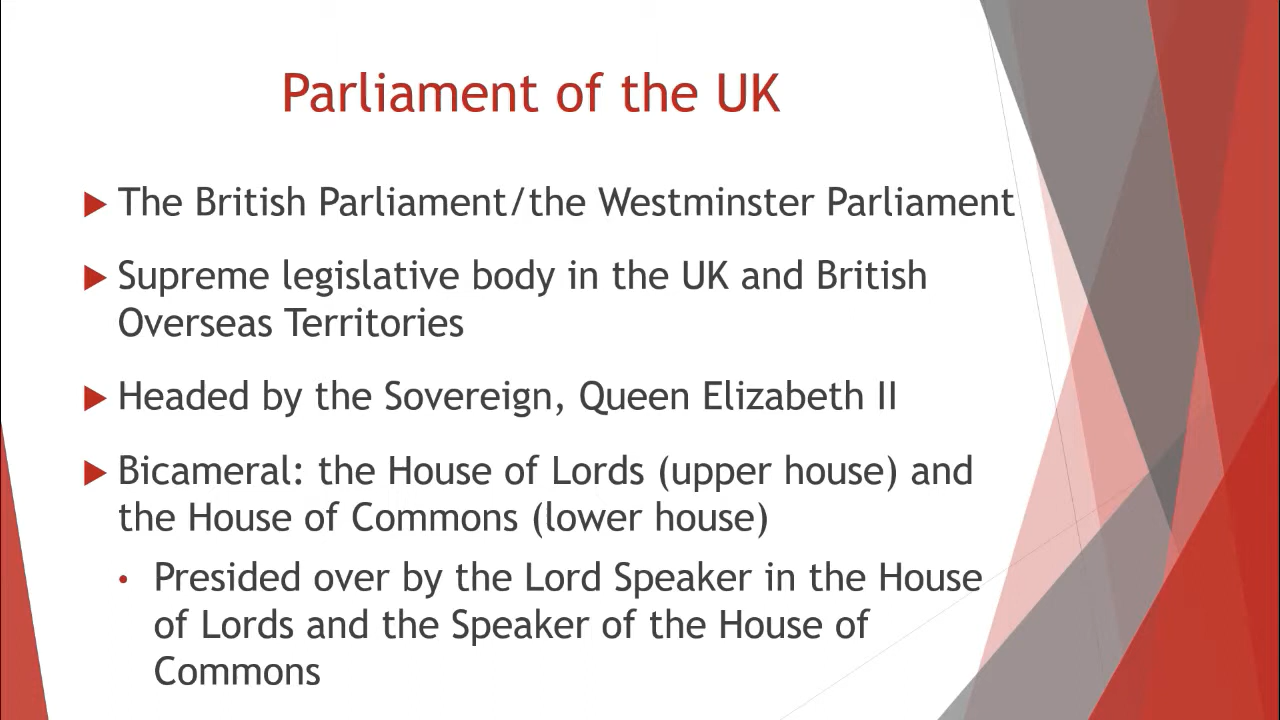 Parliament of the UK
The British Parliament/the Westminster Parliament
Supreme legislative body in the UK and British
Overseas Territories
Headed by the Sovereign, Queen Elizabeth II
Bicameral: the House of Lords (upper house) and
the House of Commons (lower house)
• Presided over by the Lord Speaker in the House
of Lords and the Speaker of the House of
Commons